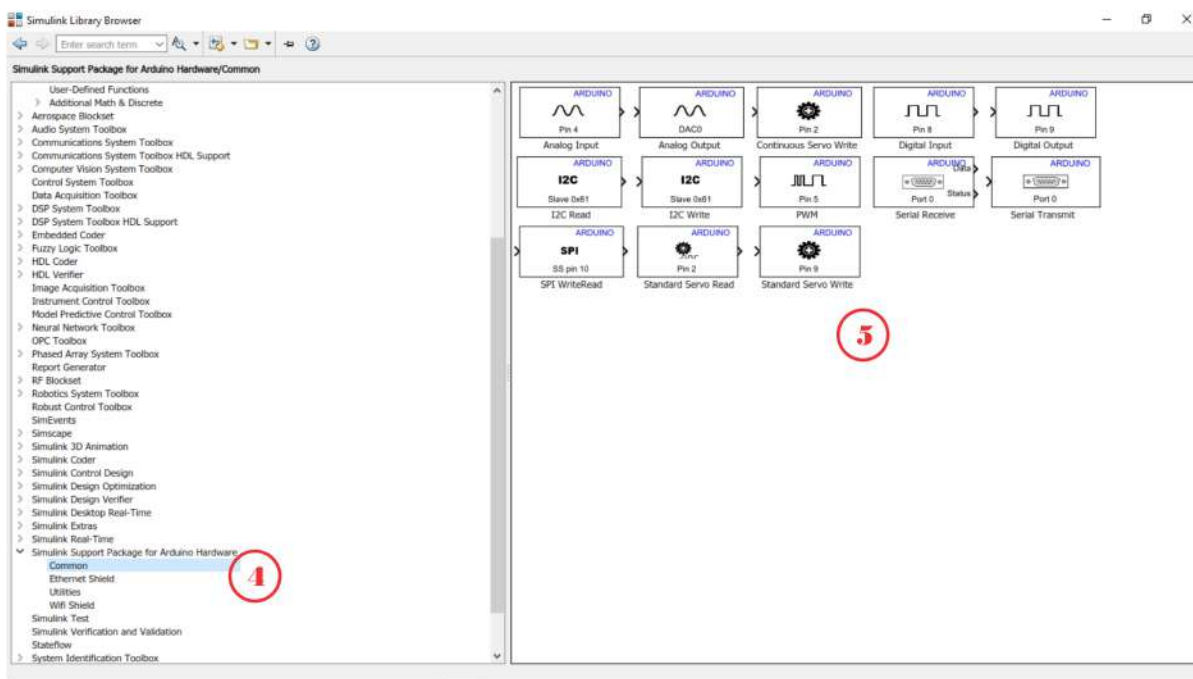 Simulink Library Browser
Enter search term
Simulink Support Package for Arduino Hardware/Common
User-Defined Functions
Additional Math & Discrete
Aerospace Blockset
Audio System Toolbox
Communications System Toolbox
Communications System Toolbox HDL Support
Computer Vision System Toolbox
Control System Toolbox
Data Acquisition Toolbox
DSP System Toolbox
DSP System Toolbox HDL Support
Embedded Coder
Fuzzy Logic Toolbox
HDL Coder
HDL Verifier
Image Acquisition Toolbox
Instrument Control Toolbox
Model Predictive Control Toolbox
Neural Network Toolbox
OPC Toolbox
Phased Array System Toolbox
Report Generator
RF Blockset
Robotics System Toolbox
Robust Control Toolbox
SimEvents
Simscape
Simulink 3D Animation
Simulink Coder
Simulink Control Design
Simulink Design Optimization
Simulink Design Verifier
Simulink Desktop Real-Time
Simulink Extras
Simulink Real-Time
Simulink Support Package for Arduino Hardware
Common
Ethernet Shield
Utilities
Wifi Shield
Simulink Test
Simulink Verification and Validation
Stateflow
System Identification Toolbox
4
ARDUINO ARDUINO ARDUINO ARDUINO ARDUINO
Pin 4 DAC0 Pin 2 Pin 8 Pin 9
Analog Input Analog Output Continuous Servo Write Digital Input Digital Output
ARDUINO ARDUINO ARDUINO ARDUINO Data ARDUINO
I2C I2C
Slave 0x61 Slave 0x61 Pin 5 Port 0 Status Port 0
I2C Read I2C Write PWM Serial Receive Serial Transmit
ARDUINO ARDUINO ARDUINO
SPI
SS pin 10 Pin 2 Pin 9
SPI WriteRead Standard Servo Read Standard Servo Write
5